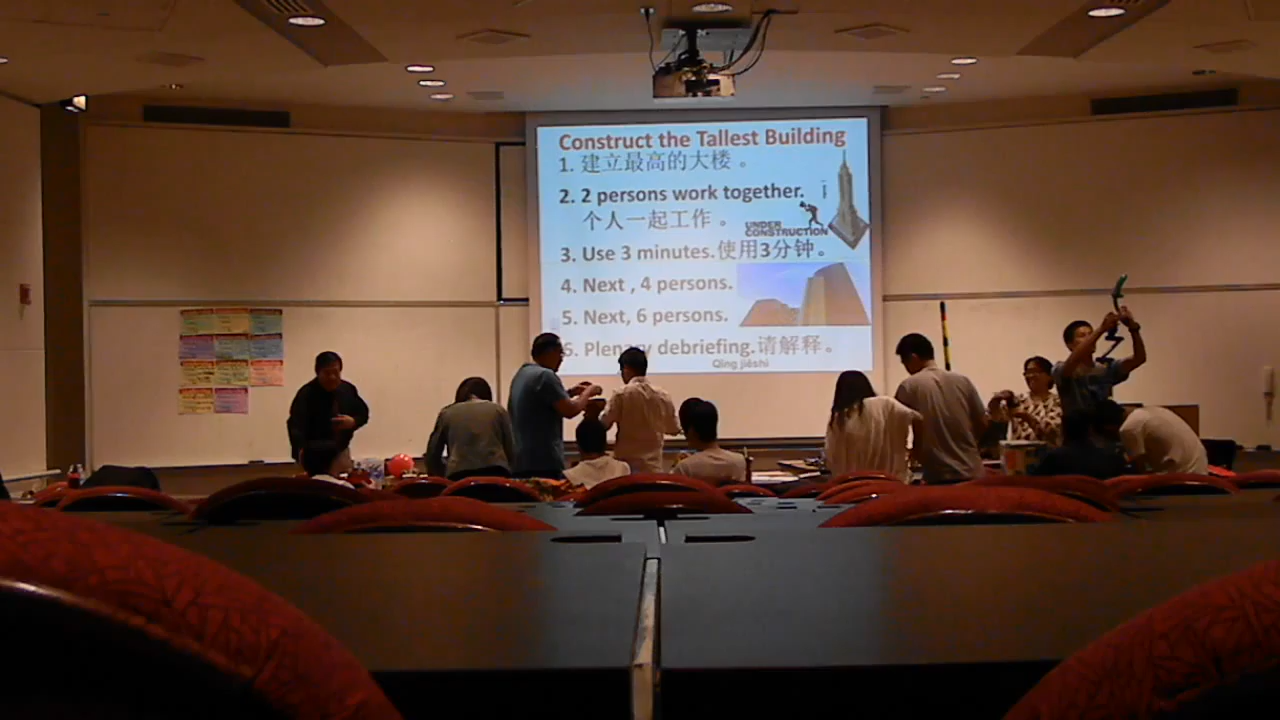 Construct the Tallest Building
1. 建立最高的大楼 。
2. 2 persons work together.
个人一起工作 。
UNDER
CONSTRUCTION
3. Use 3 minutes.使用3分钟。
4. Next , 4 persons.
5. Next, 6 persons.
6. Plenary debriefing.请解释。
Qing jiěshi